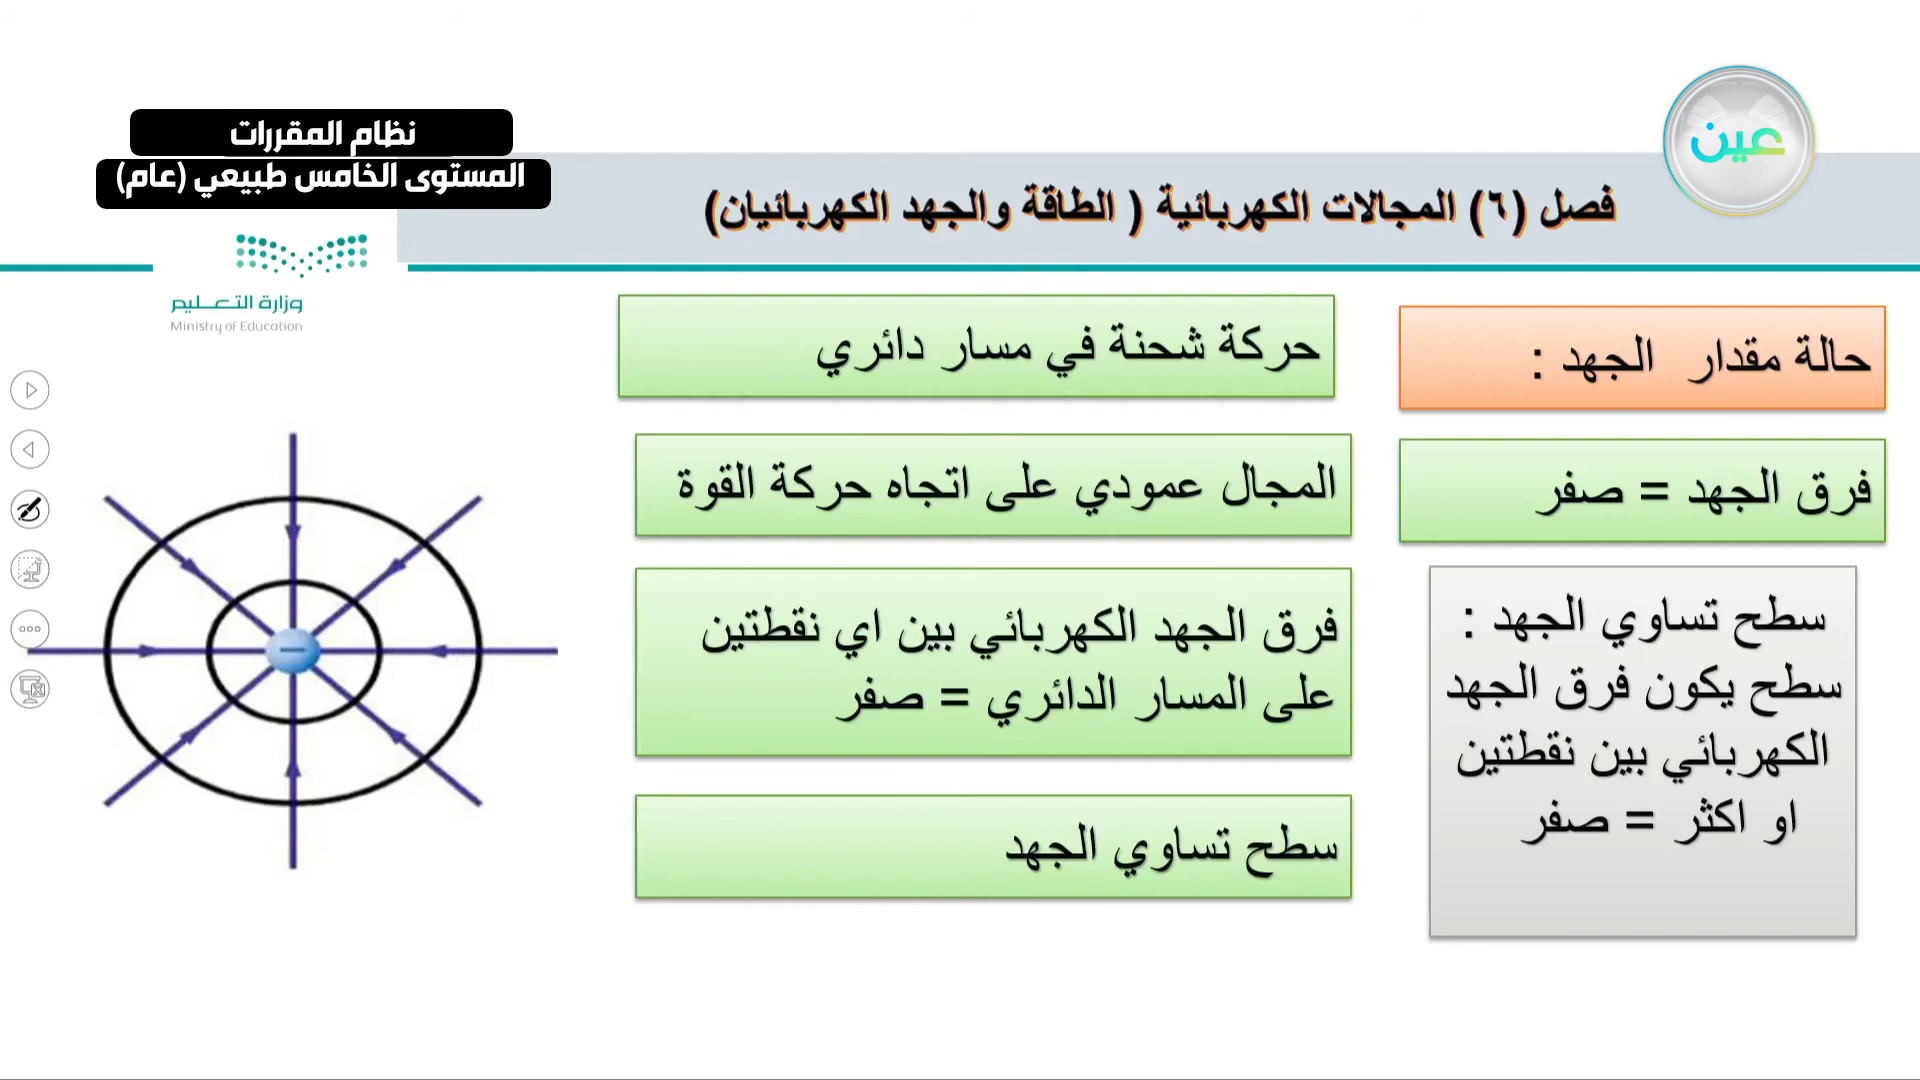 نظام المقررات
المستوى الخامس طبيعي (عام)
عين
فصل (٦) المجالات الكهربائية ( الطاقة والجهد الكهربائيان)
وزارة التعليم
Ministry of Education
حالة مقدار الجهد :
فرق الجهد = صفر
سطح تساوي الجهد :
سطح يكون فرق الجهد
الكهربائي بين نقطتين
او اكثر = صفر
حركة شحنة في مسار دائري
المجال عمودي على اتجاه حركة القوة
فرق الجهد الكهربائي بين اي نقطتين
على المسار الدائري = صفر
سطح تساوي الجهد